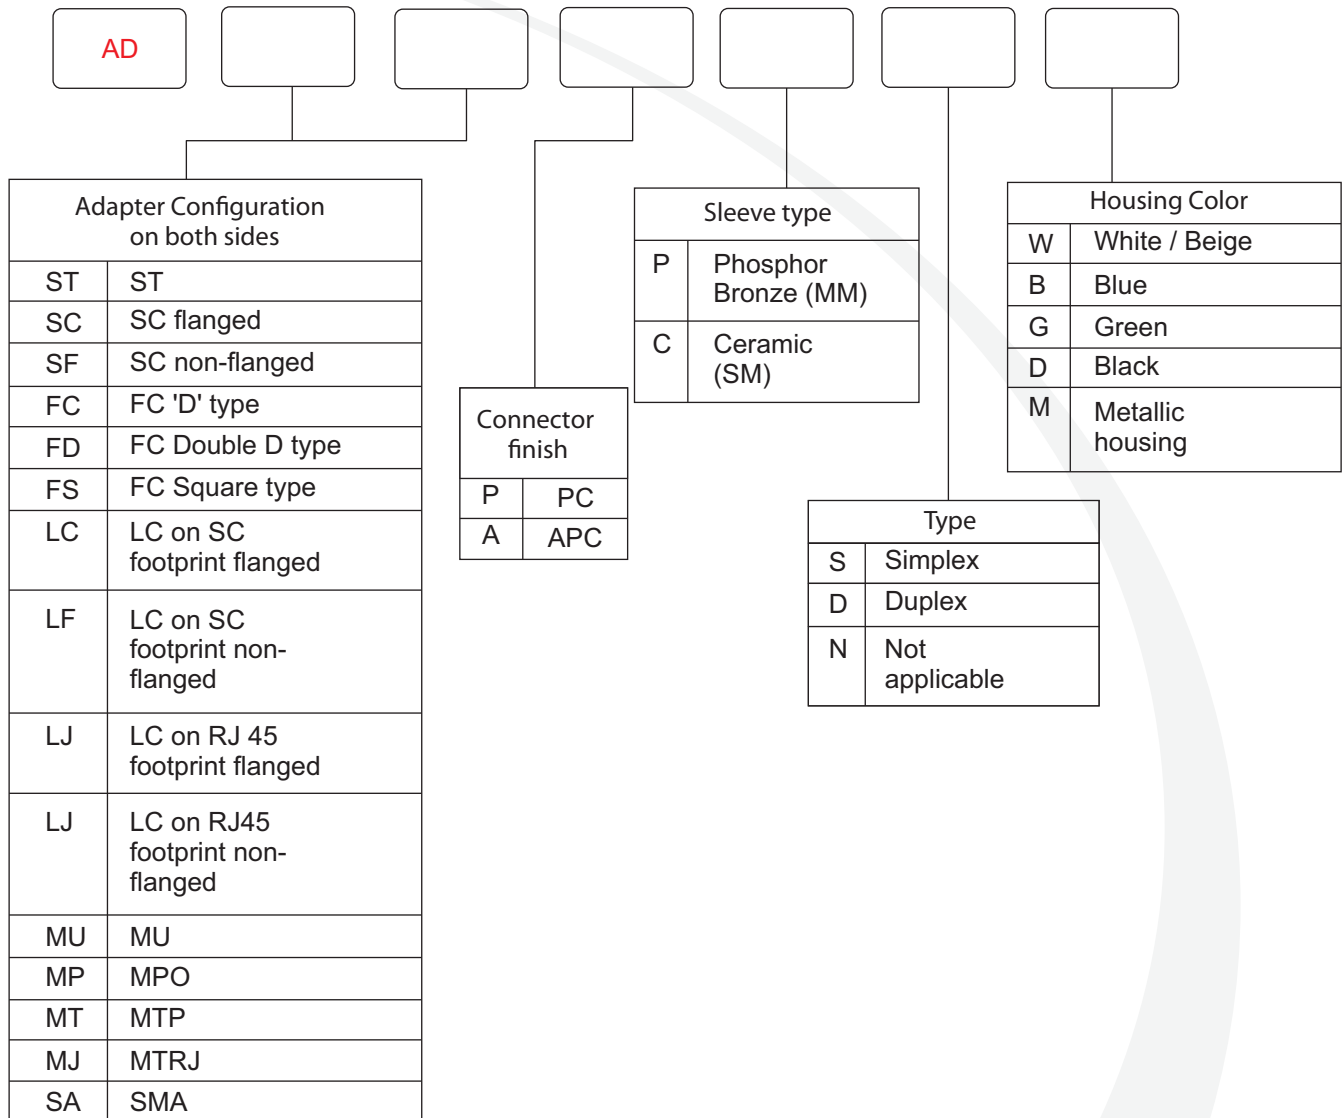 AD
Adapter Configuration
on both sides
ST ST
SC SC flanged
SF SC non-flanged
FC FC 'D' type
FD FC Double D type
FS FC Square type
LC LC on SC
footprint flanged
LF LC on SC
footprint non-
flanged
LJ LC on RJ 45
footprint flanged
LJ LC on RJ45
footprint non-
flanged
MU MU
MP MPO
MT MTP
MJ MTRJ
SA SMA
Connector
finish
P PC
A APC
Sleeve type
P Phosphor
Bronze (MM)
C Ceramic
(SM)
Type
S Simplex
D Duplex
N Not
applicable
Housing Color
W White / Beige
B Blue
G Green
D Black
M Metallic
housing